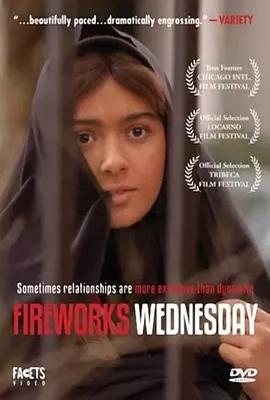 "...beautifully paced...dramatically engrossing." —VARIETY
Best Feature
CHICAGO INTL.
FILM FESTIVAL
Official Selection
LOCARNO
FILM FESTIVAL
Official Selection
TRIBECA
FILM FESTIVAL
Sometimes relationships are more explosive than dynamite
FIREWORKS WEDNESDAY
FACETS
VIDEO
DVD
VIDEO